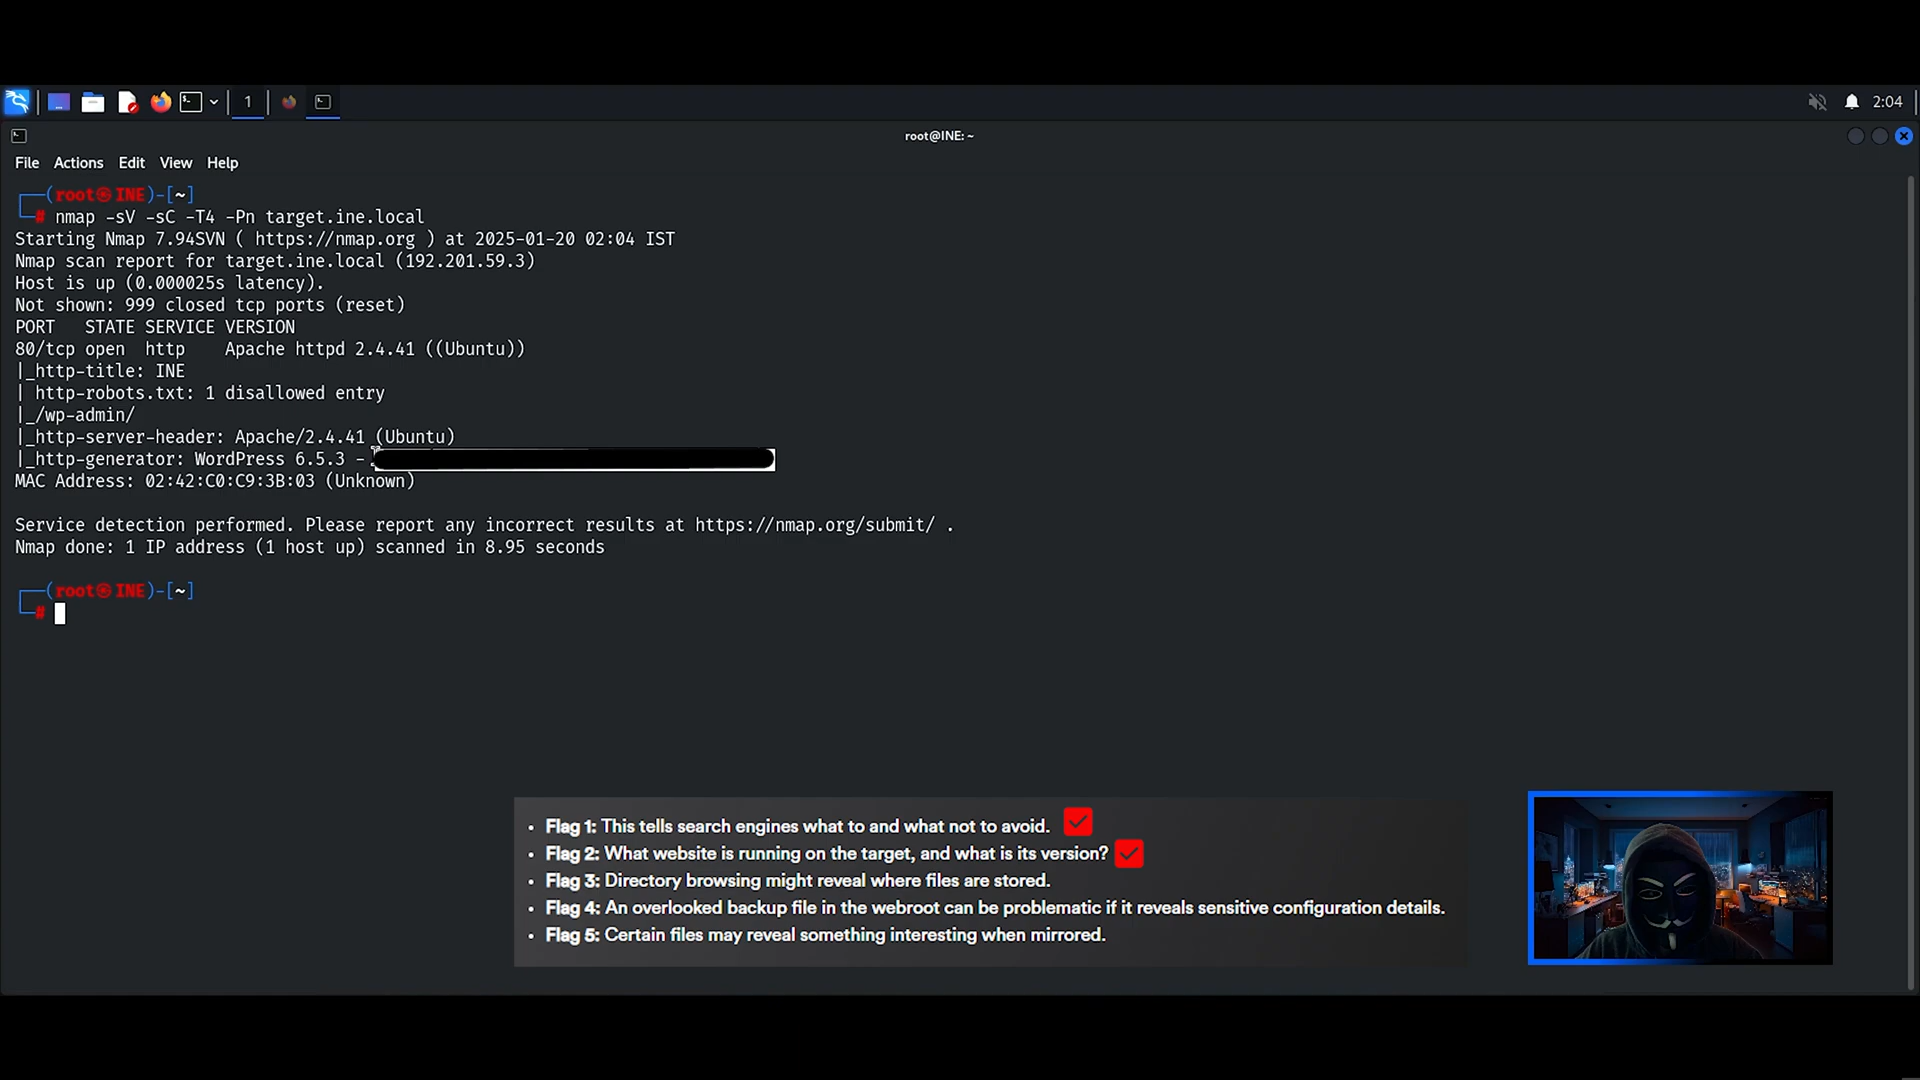 1
2:04
root@INE: ~
File Actions Edit View Help
┌──(root㉿INE)-[~]
└─# nmap -sV -sC -T4 -Pn target.ine.local
Starting Nmap 7.94SVN ( https://nmap.org ) at 2025-01-20 02:04 IST
Nmap scan report for target.ine.local (192.201.59.3)
Host is up (0.000025s latency).
Not shown: 999 closed tcp ports (reset)
PORT   STATE SERVICE VERSION
80/tcp open  http    Apache httpd 2.4.41 ((Ubuntu))
|_http-title: INE
| http-robots.txt: 1 disallowed entry
|_/wp-admin/
|_http-server-header: Apache/2.4.41 (Ubuntu)
|_http-generator: WordPress 6.5.3 -
MAC Address: 02:42:C0:C9:3B:03 (Unknown)
Service detection performed. Please report any incorrect results at https://nmap.org/submit/ .
Nmap done: 1 IP address (1 host up) scanned in 8.95 seconds
┌──(root㉿INE)-[~]
└─#
• Flag 1: This tells search engines what to and what not to avoid.
• Flag 2: What website is running on the target, and what is its version?
• Flag 3: Directory browsing might reveal where files are stored.
• Flag 4: An overlooked backup file in the webroot can be problematic if it reveals sensitive configuration details.
• Flag 5: Certain files may reveal something interesting when mirrored.